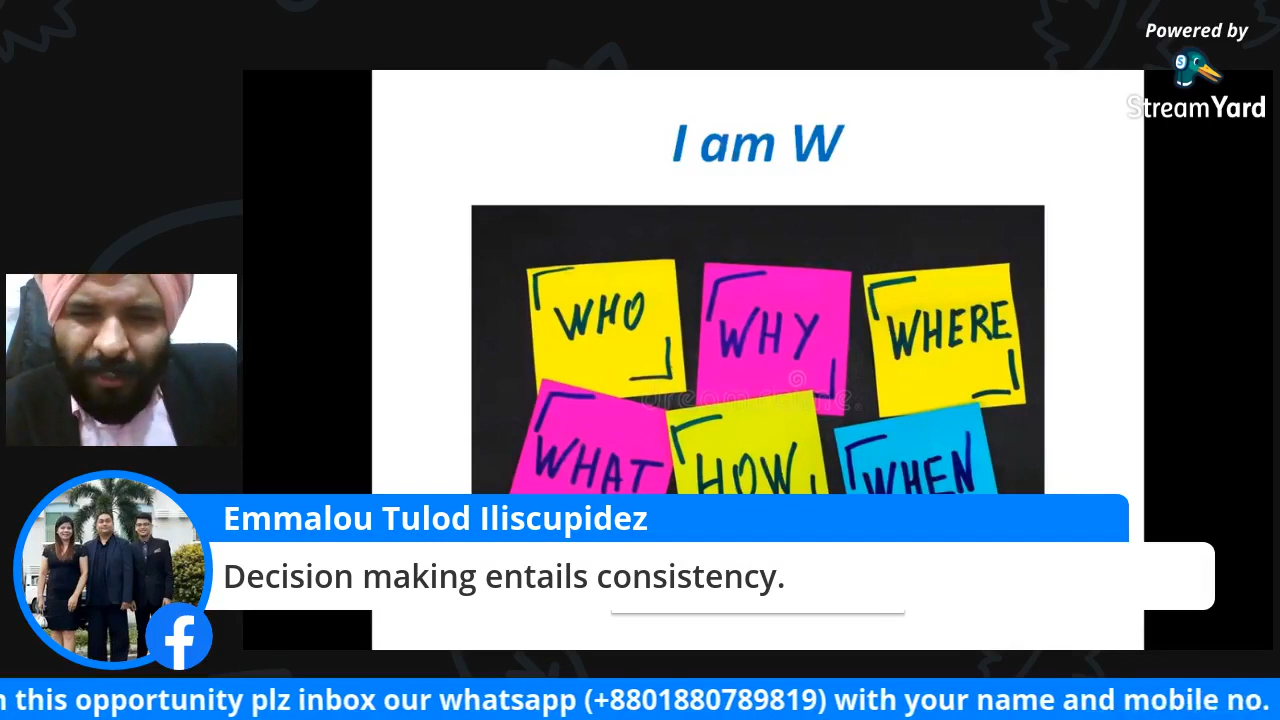 Powered by
StreamYard
I am W
WHO
WHY
WHERE
WHAT
HOW
WHEN
dreamstime.
Emmalou Tulod Iliscupidez
Decision making entails consistency.
this opportunity plz inbox our whatsapp (+8801880789819) with your name and mobile no.